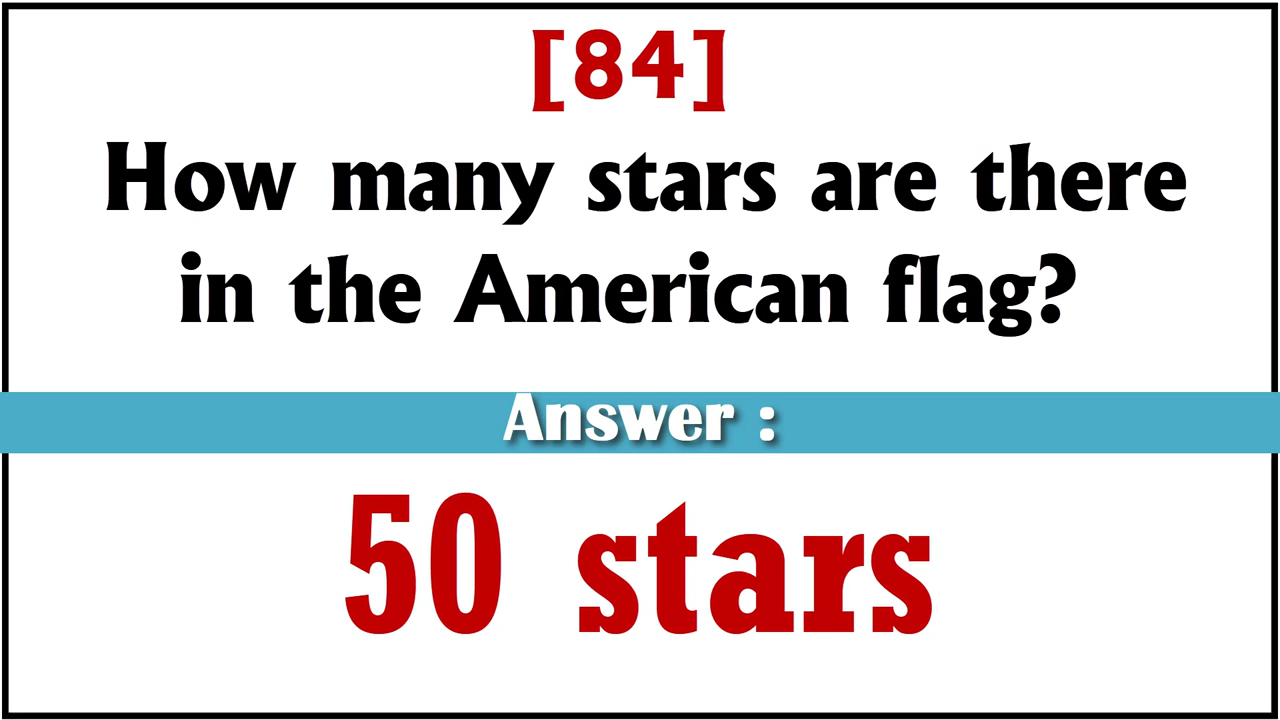 [84]
How many stars are there
in the American flag?
Answer :
50 stars